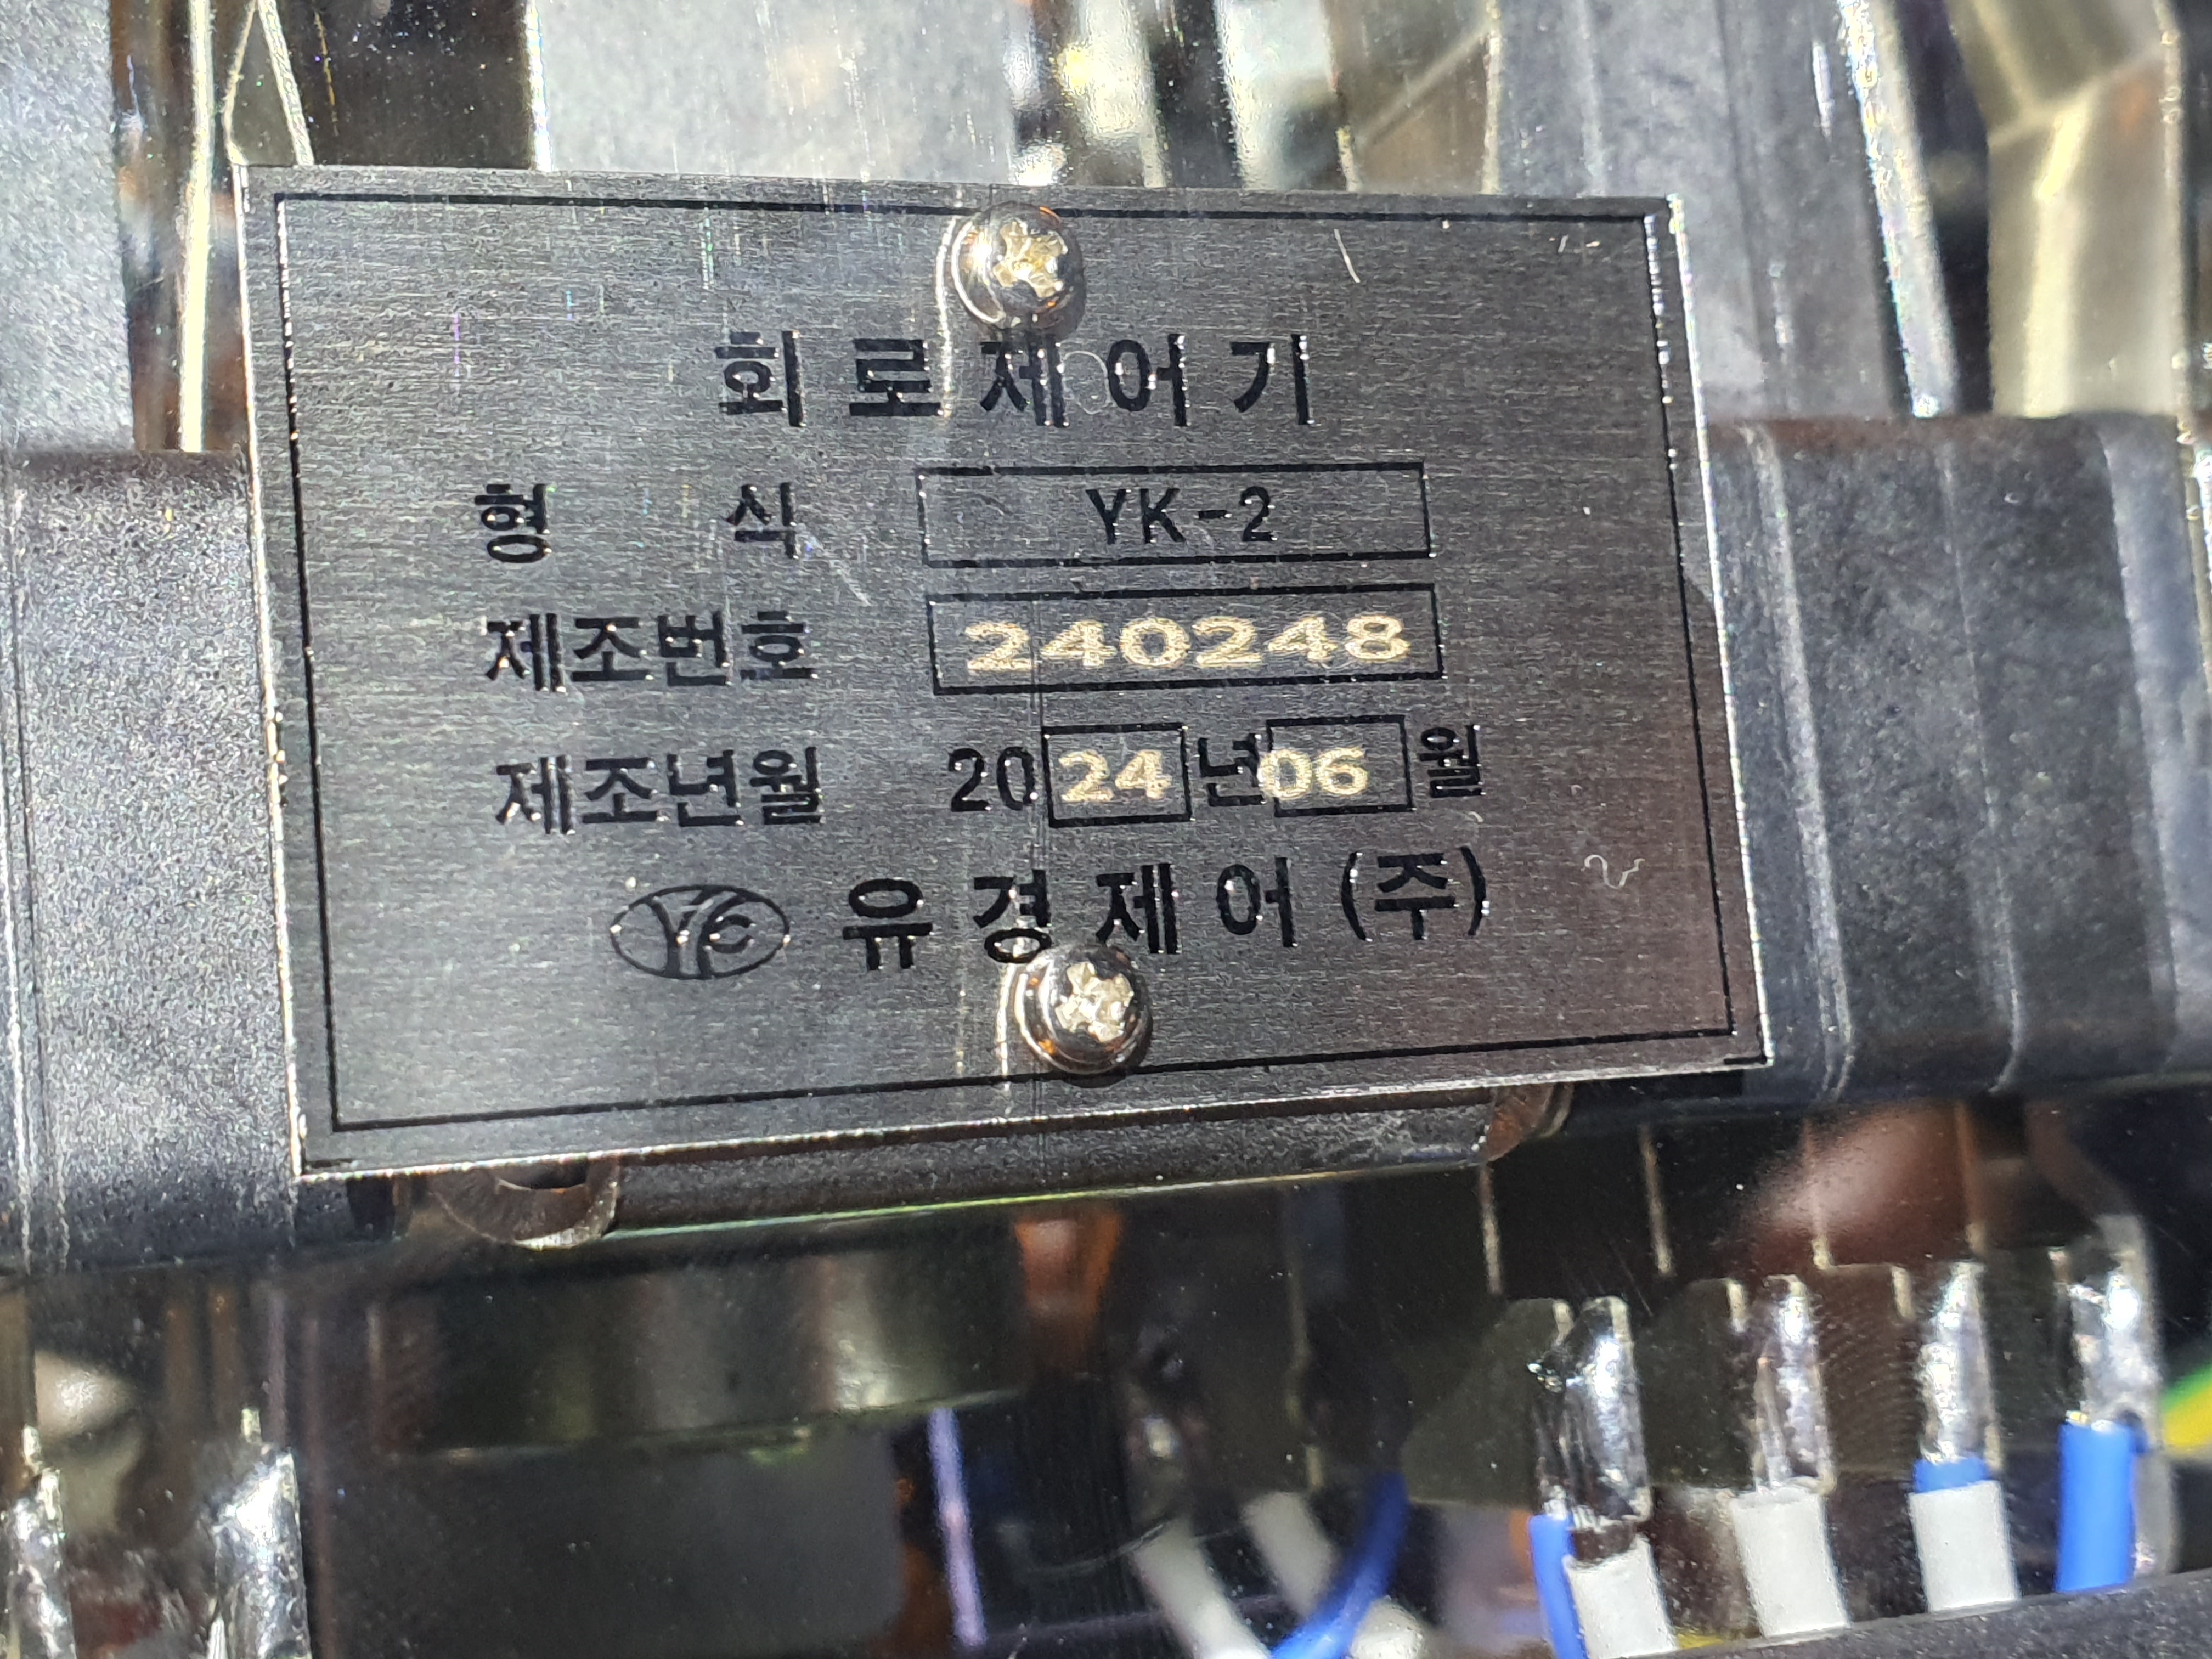 회로제어기
형식 YK-2
제조번호 240248
제조년월 2024년06월
YC 유경제어(주)